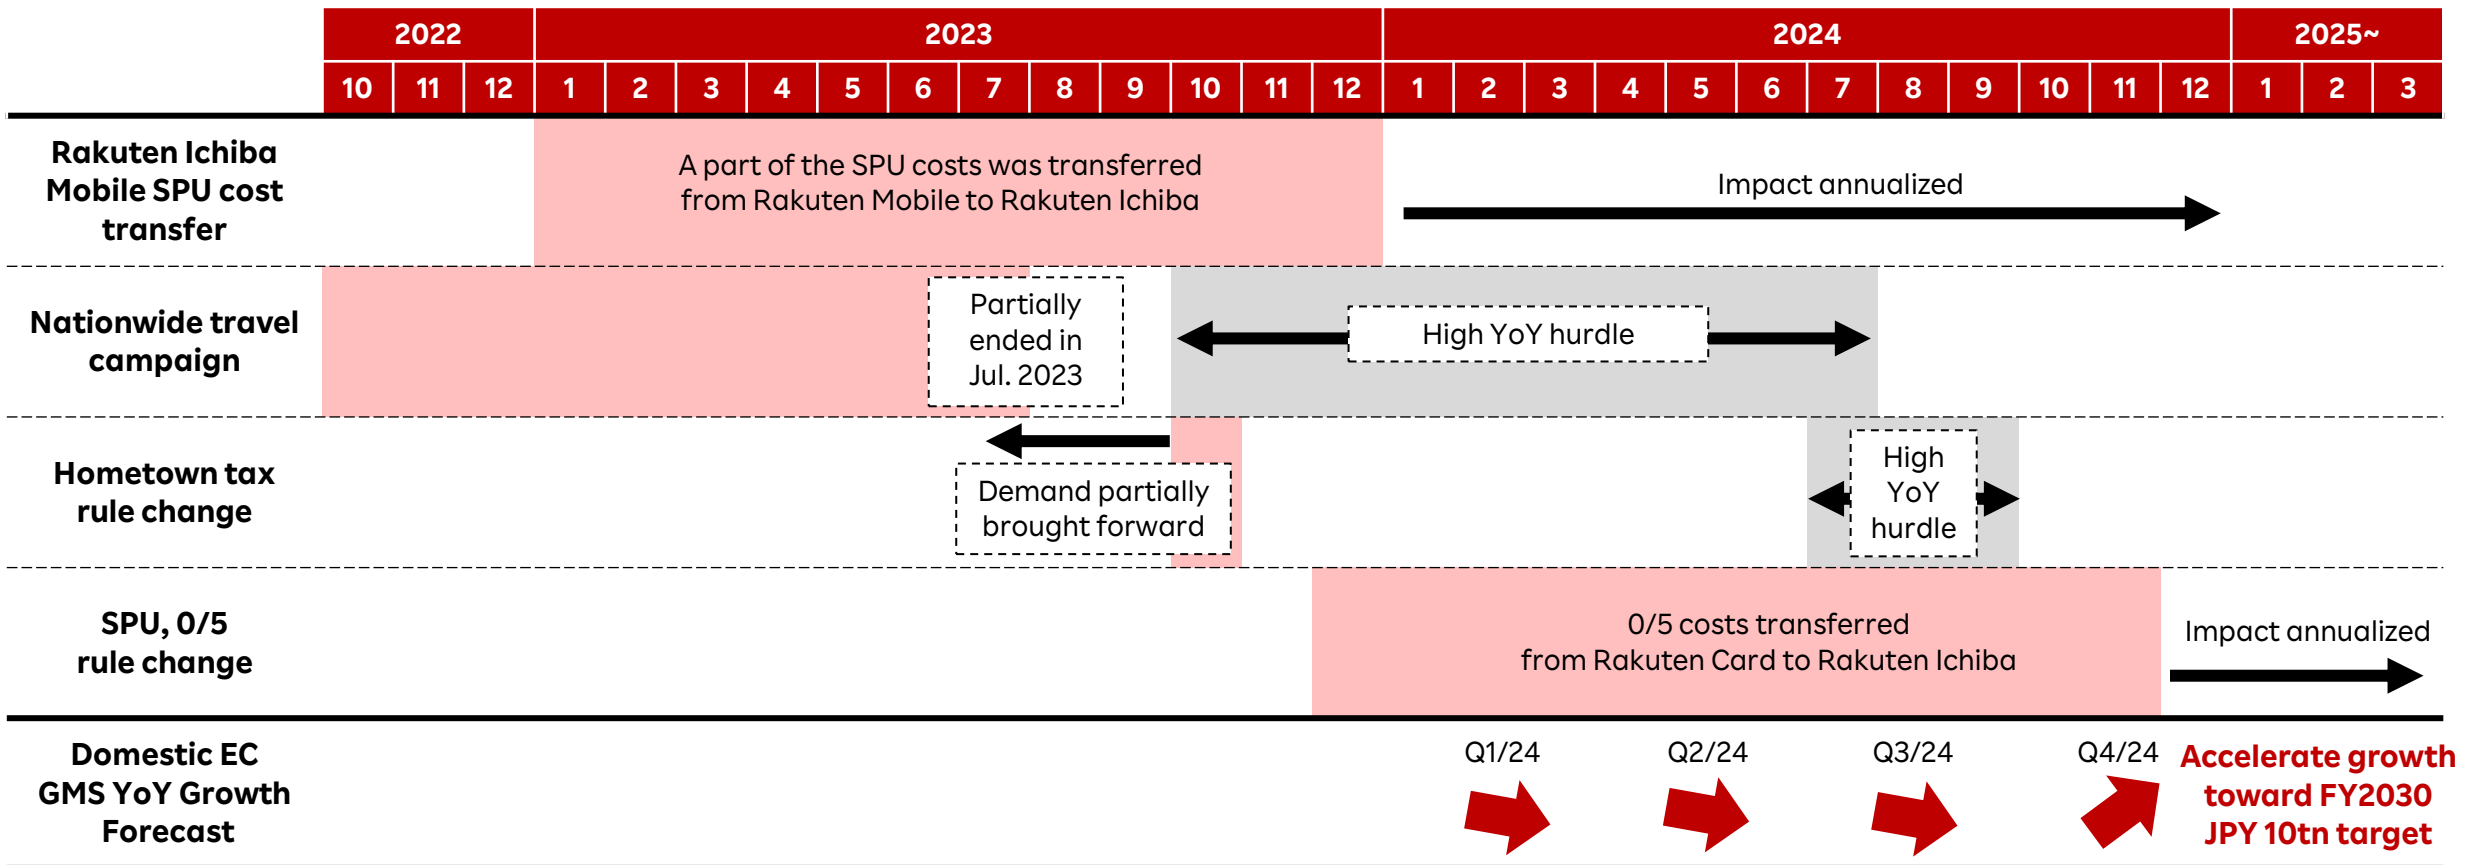 2022 2023 2024 2025~
10 11 12 1 2 3 4 5 6 7 8 9 10 11 12 1 2 3 4 5 6 7 8 9 10 11 12 1 2 3
Rakuten Ichiba
Mobile SPU cost
transfer
A part of the SPU costs was transferred
from Rakuten Mobile to Rakuten Ichiba
Impact annualized
Nationwide travel
campaign
Partially
ended in
Jul. 2023
High YoY hurdle
Hometown tax
rule change
Demand partially
brought forward
High
YoY
hurdle
SPU, 0/5
rule change
0/5 costs transferred
from Rakuten Card to Rakuten Ichiba
Impact annualized
Domestic EC
GMS YoY Growth
Forecast
Q1/24 Q2/24 Q3/24 Q4/24
Accelerate growth
toward FY2030
JPY 10tn target